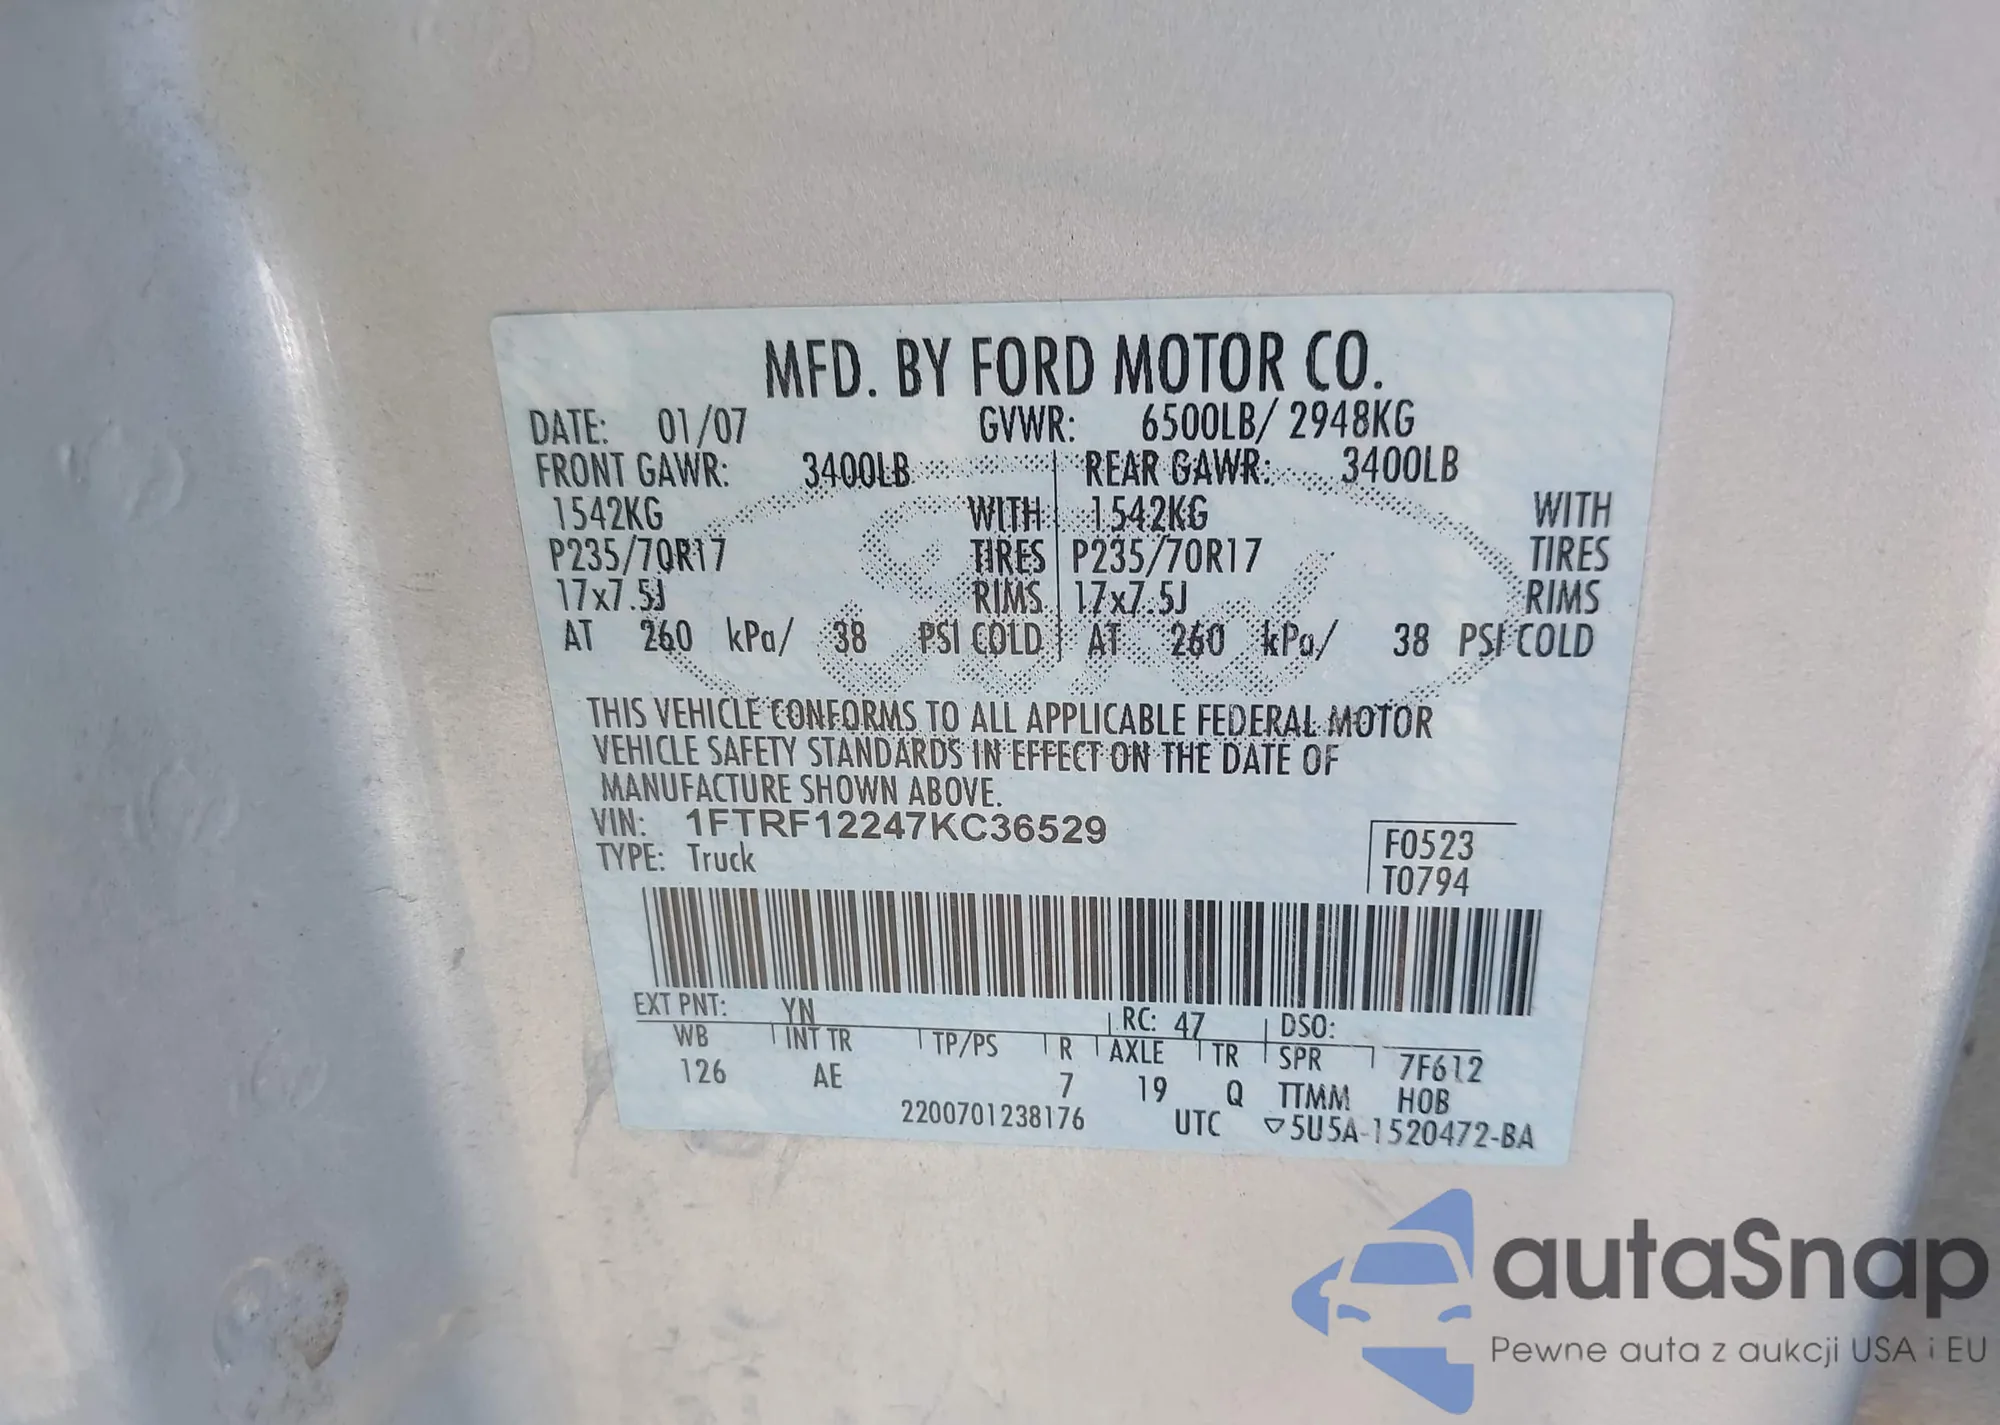 MFD. BY FORD MOTOR CO.
DATE: 01/07 GVWR: 6500LB/ 2948KG
FRONT GAWR: 3400LB REAR GAWR: 3400LB
1542KG WITH 1542KG WITH
P235/70R17 TIRES P235/70R17 TIRES
17x7.5J RIMS 17x7.5J RIMS
AT 260 kPa/ 38 PSI COLD AT 260 kPa/ 38 PSI COLD
THIS VEHICLE CONFORMS TO ALL APPLICABLE FEDERAL MOTOR
VEHICLE SAFETY STANDARDS IN EFFECT ON THE DATE OF
MANUFACTURE SHOWN ABOVE.
VIN: 1FTRF12247KC36529
TYPE: Truck
F0523
T0794
EXT PNT: YN RC: 47 DSO:
WB INT TR TP/PS R AXLE TR SPR 7F612
126 AE 7 19 Q TTMM HOB
2200701238176 UTC ▽5U5A-1520472-BA
autaSnap
Pewne auta z aukcji USA i EU